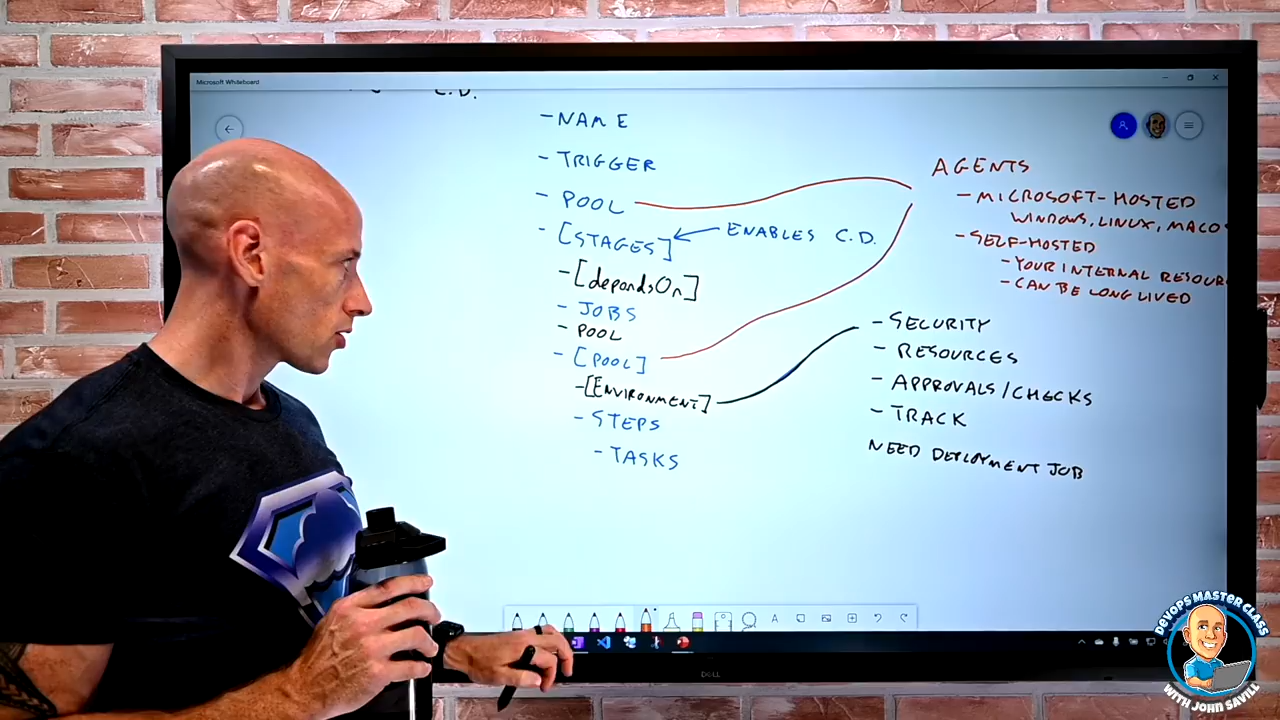 Microsoft Whiteboard
C.D.
- NAME
- TRIGGER
- POOL
- [STAGES]
ENABLES C.D.
- [dependsOn]
- JOBS
- POOL
- [POOL]
- [ENVIRONMENT]
- STEPS
- TASKS
AGENTS
- MICROSOFT-HOSTED
WINDOWS, LINUX, MACO
- SELF-HOSTED
- YOUR INTERNAL RESOUR
- CAN BE LONG LIVED
- SECURITY
- RESOURCES
- APPROVALS/CHECKS
- TRACK
NEED DEPLOYMENT JOB
DELL
DEVOPS MASTER CLASS
WITH JOHN SAVILL